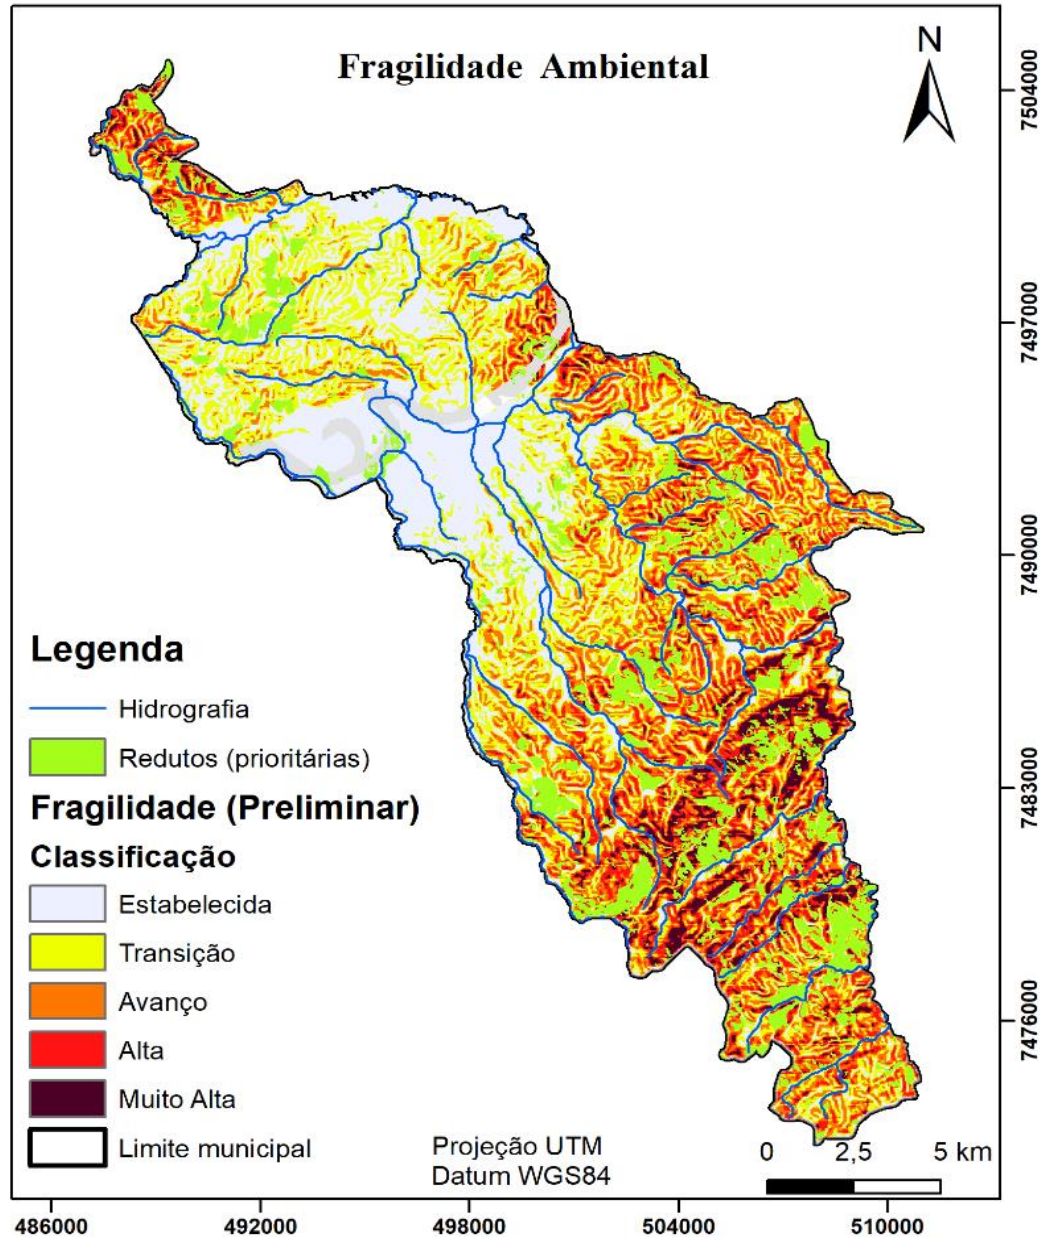 Fragilidade Ambiental
N
7504000
7497000
7490000
7483000
7476000
Legenda
Hidrografia
Redutos (prioritárias)
Fragilidade (Preliminar)
Classificação
Estabelecida
Transição
Avanço
Alta
Muito Alta
Limite municipal
Projeção UTM
Datum WGS84
0 2,5 5 km
486000 492000 498000 504000 510000